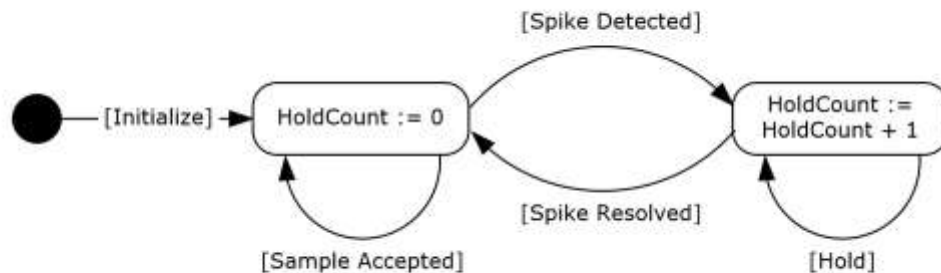 [Spike Detected]
[Initialize]
HoldCount := 0
HoldCount :=
HoldCount + 1
[Spike Resolved]
[Sample Accepted]
[Hold]